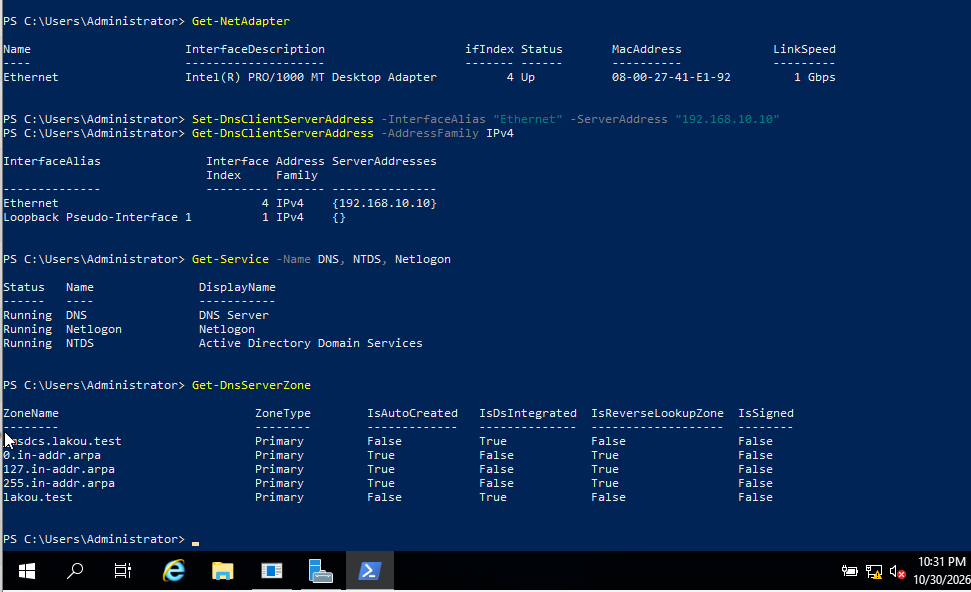 PS C:\Users\Administrator> Get-NetAdapter
Name InterfaceDescription ifIndex Status MacAddress LinkSpeed
---- -------------------- ------- ------ ---------- ---------
Ethernet Intel(R) PRO/1000 MT Desktop Adapter 4 Up 08-00-27-41-E1-92 1 Gbps
PS C:\Users\Administrator> Set-DnsClientServerAddress -InterfaceAlias "Ethernet" -ServerAddress "192.168.10.10"
PS C:\Users\Administrator> Get-DnsClientServerAddress -AddressFamily IPv4
InterfaceAlias Interface Address ServerAddresses
Index Family
-------------- --------- ------- ---------------
Ethernet 4 IPv4 {192.168.10.10}
Loopback Pseudo-Interface 1 1 IPv4 {}
PS C:\Users\Administrator> Get-Service -Name DNS, NTDS, Netlogon
Status Name DisplayName
------ ---- -----------
Running DNS DNS Server
Running Netlogon Netlogon
Running NTDS Active Directory Domain Services
PS C:\Users\Administrator> Get-DnsServerZone
ZoneName ZoneType IsAutoCreated IsDsIntegrated IsReverseLookupZone IsSigned
-------- -------- ------------- -------------- ------------------- --------
msdcs.lakou.test Primary False True False False
0.in-addr.arpa Primary True False True False
127.in-addr.arpa Primary True False True False
255.in-addr.arpa Primary True False True False
lakou.test Primary False True False False
PS C:\Users\Administrator>
10:31 PM
10/30/2026